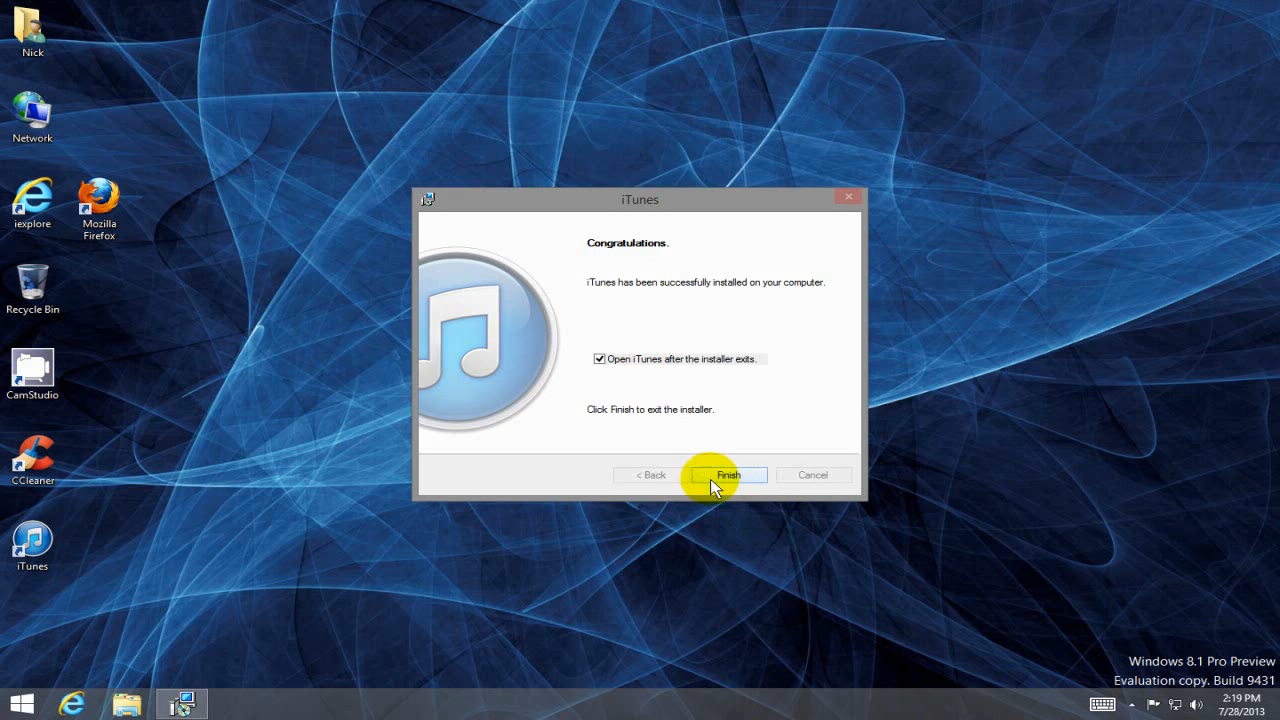 Nick
Network
iexplore
Mozilla
Firefox
Recycle Bin
CamStudio
CCleaner
iTunes
iTunes
Congratulations.
iTunes has been successfully installed on your computer.
Open iTunes after the installer exits.
Click Finish to exit the installer.
< Back
Finish
Cancel
Windows 8.1 Pro Preview
Evaluation copy. Build 9431
2:19 PM
7/28/2013